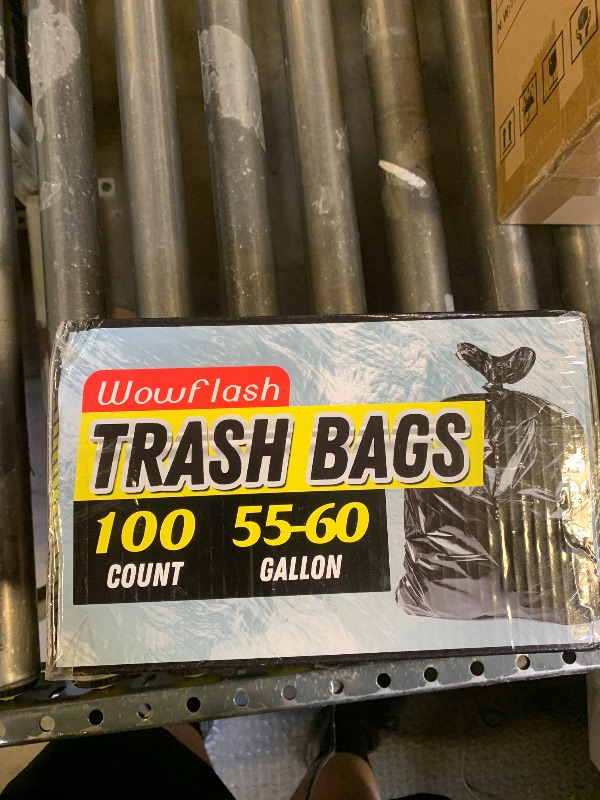 Wowflash
TRASH BAGS
100 55-60
COUNT GALLON